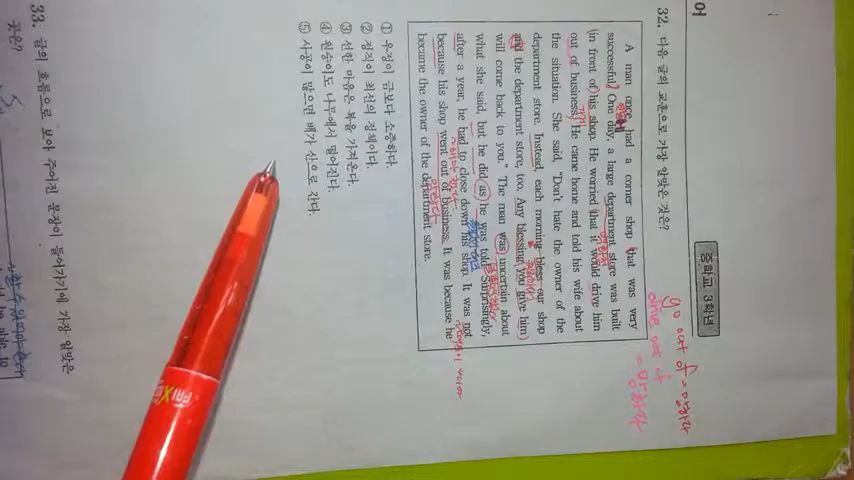 어
중학교 3학년
go out of = 망하다
drive out of
= 망하다
32. 다음 글의 교훈으로 가장 알맞은 것은?
A man once had a corner shop that was very
successful. One day, a large department store was built
(in front of) his shop. He worried that it would drive him
out of business. He came home and told his wife about
the situation. She said, "Don't hate the owner of the
department store. Instead, each morning bless our shop
and the department store, too. Any blessing you give him
will come back to you." The man was uncertain about
what she said, but he did as he was told. Surprisingly,
after a year, he had to close down his shop. It was not
because his shop went out of business. It was because he
became the owner of the department store.
① 우정이 금보다 소중하다.
② 정직이 최선의 정책이다.
③ 선한 마음은 복을 가져온다.
④ 원숭이도 나무에서 떨어진다.
⑤ 사공이 많으면 배가 산으로 간다.
33. 글의 흐름으로 보아 주어진 문장이 들어가기에 가장 알맞은
것은?
FRIXION